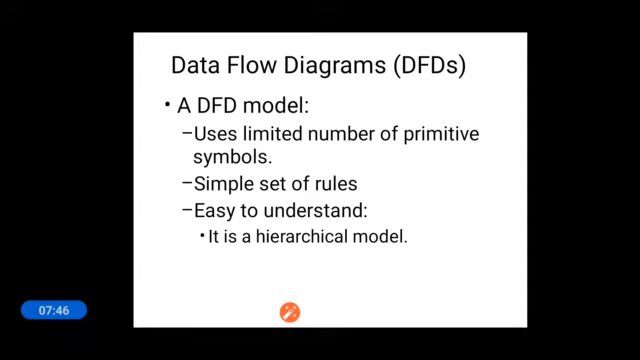 Data Flow Diagrams (DFDs)
• A DFD model:
–Uses limited number of primitive
symbols.
–Simple set of rules
–Easy to understand:
• It is a hierarchical model.
07:46